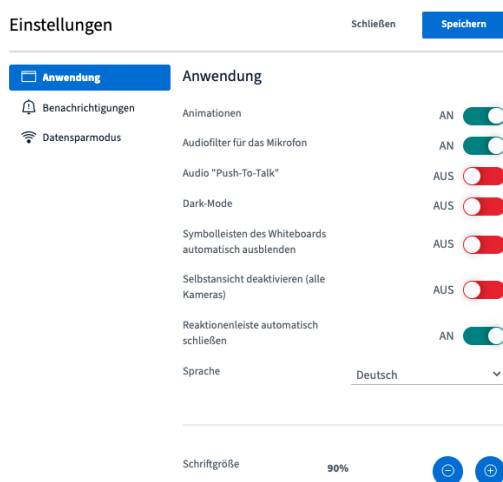 Einstellungen
Schließen
Speichern
Anwendung
Benachrichtigungen
Datensparmodus
Anwendung
Animationen
AN
Audiofilter für das Mikrofon
AN
Audio "Push-To-Talk"
AUS
Dark-Mode
AUS
Symbolleisten des Whiteboards
automatisch ausblenden
AUS
Selbstansicht deaktivieren (alle
Kameras)
AUS
Reaktionenleiste automatisch
schließen
AN
Sprache
Deutsch
Schriftgröße
90%